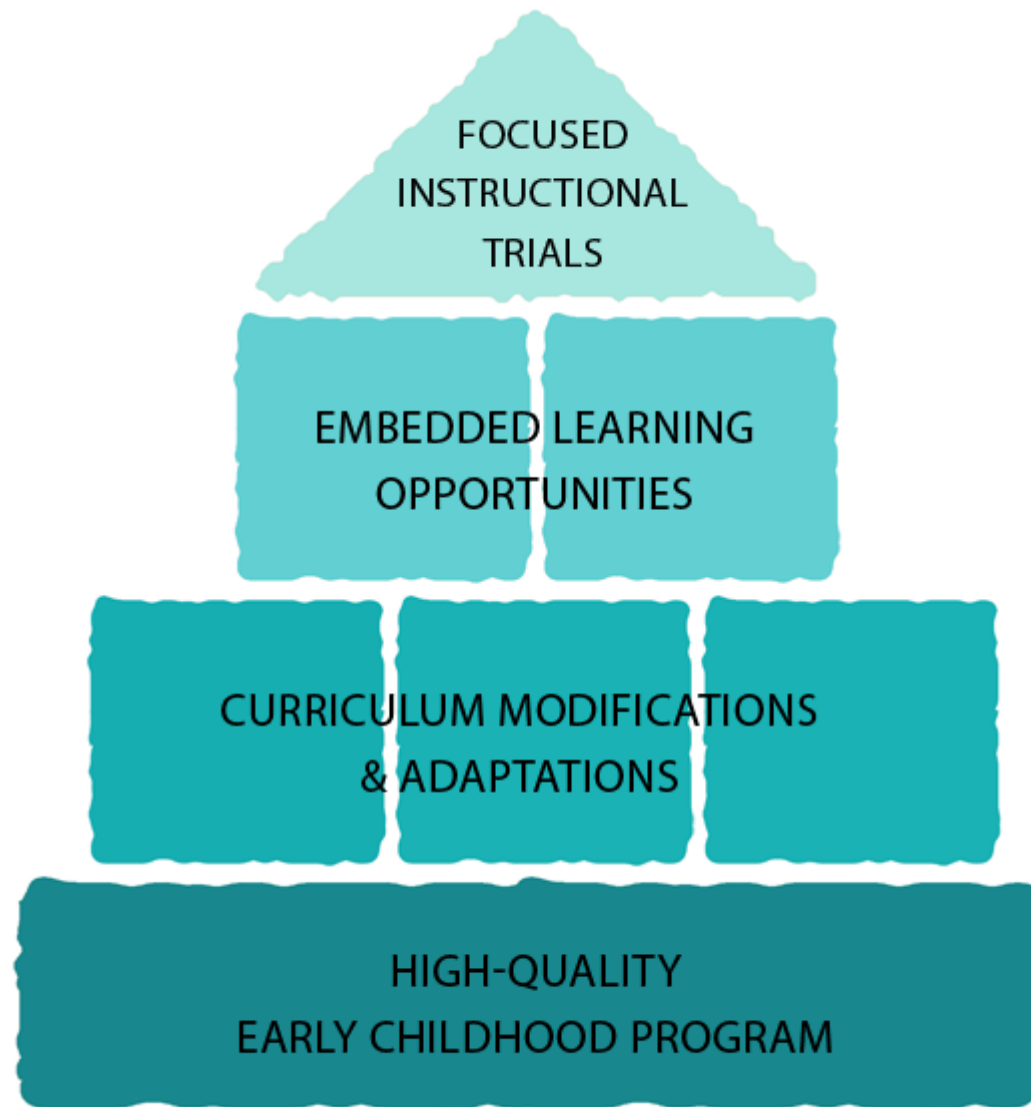 FOCUSED
INSTRUCTIONAL
TRIALS
EMBEDDED LEARNING
OPPORTUNITIES
CURRICULUM MODIFICATIONS
& ADAPTATIONS
HIGH-QUALITY
EARLY CHILDHOOD PROGRAM